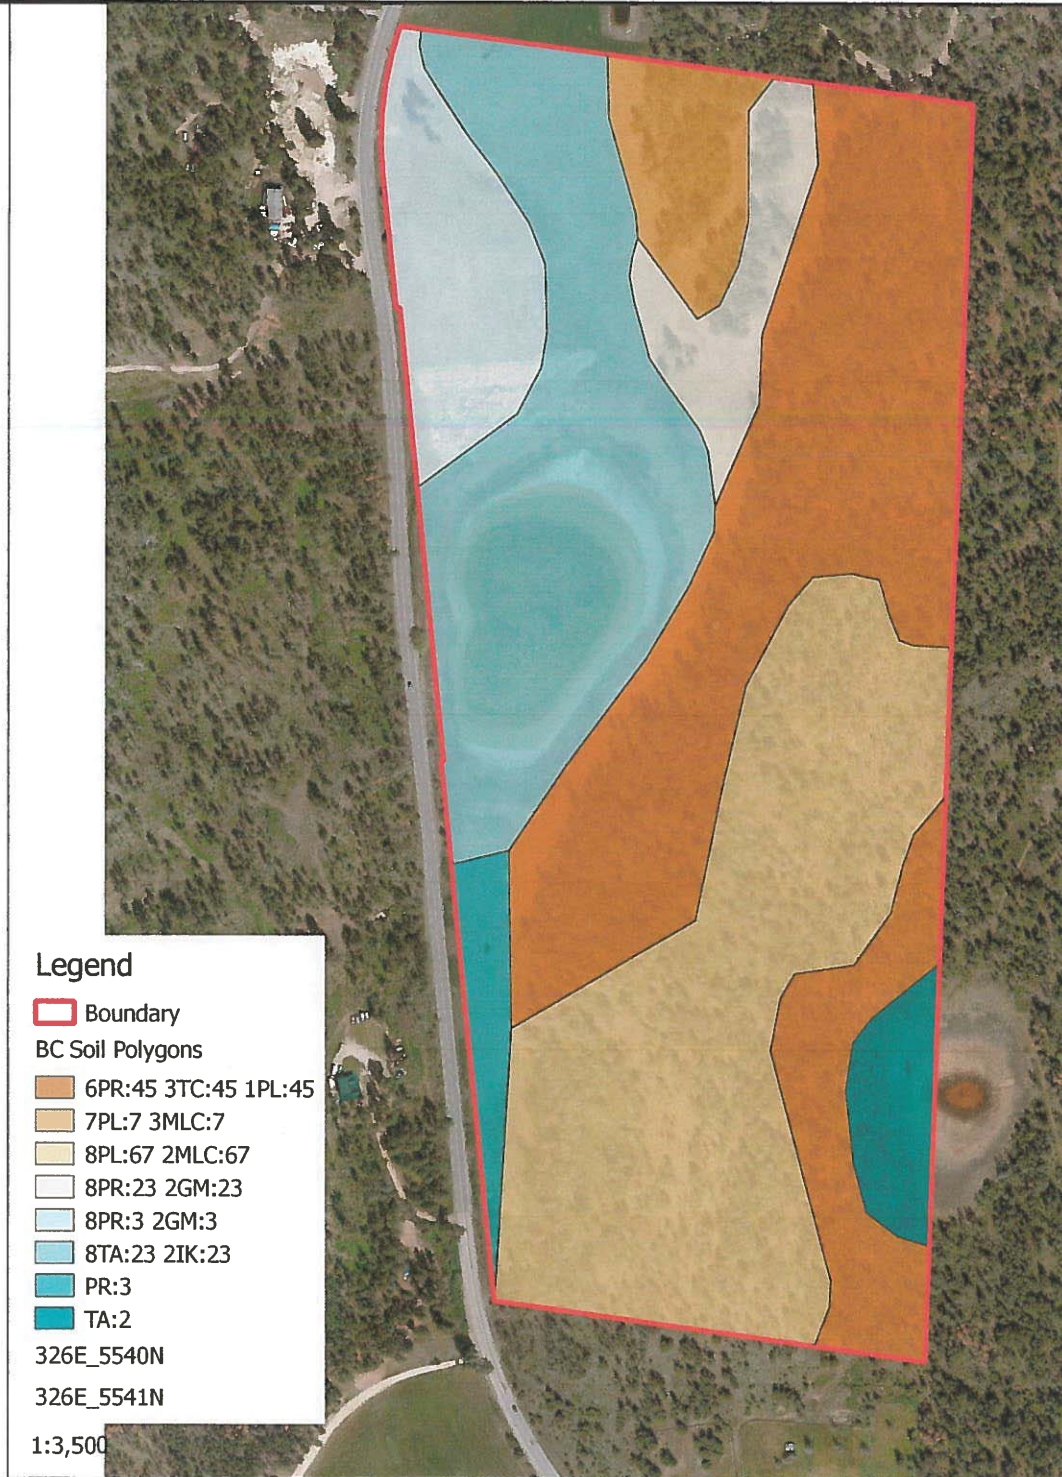 Legend
Boundary
BC Soil Polygons
6PR:45 3TC:45 1PL:45
7PL:7 3MLC:7
8PL:67 2MLC:67
8PR:23 2GM:23
8PR:3 2GM:3
8TA:23 2IK:23
PR:3
TA:2
326E_5540N
326E_5541N
1:3,500